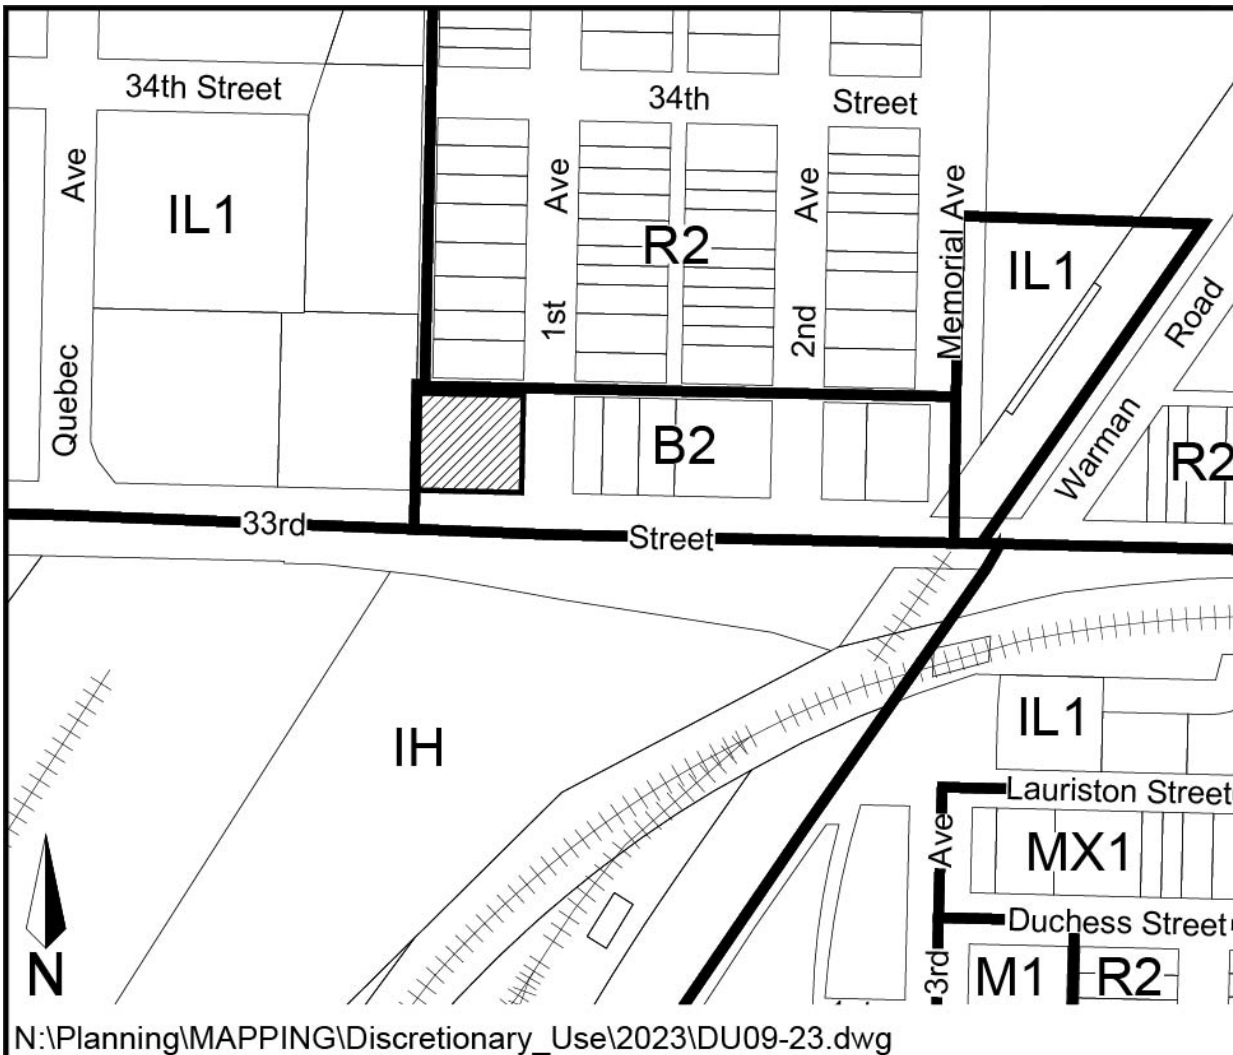 34th Street
34th
Street
Ave
Ave
Ave
Memorial Ave
IL1
R2
IL1
1st
2nd
Road
Quebec
Warman
B2
R2
33rd
Street
IH
IL1
Lauriston Street
Ave
MX1
Duchess Street
3rd
M1
R2
N
N:\Planning\MAPPING\Discretionary_Use\2023\DU09-23.dwg